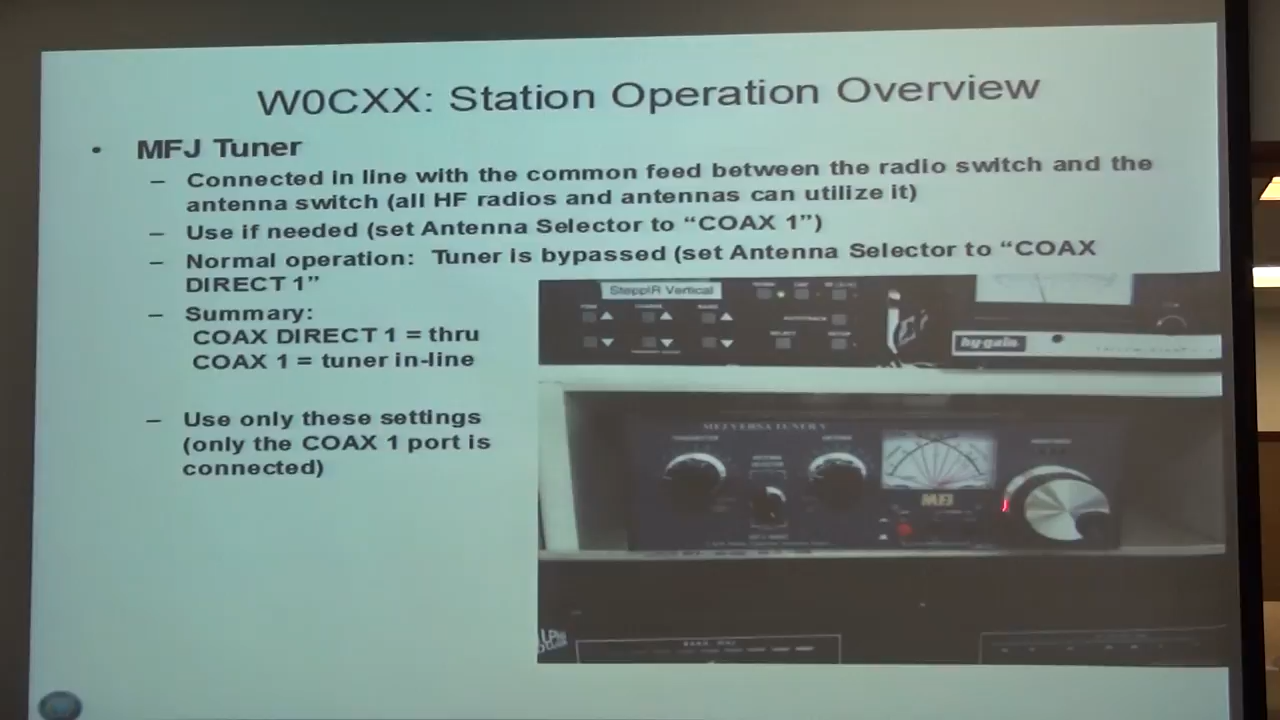 W0CXX: Station Operation Overview
• MFJ Tuner
– Connected in line with the common feed between the radio switch and the
antenna switch (all HF radios and antennas can utilize it)
– Use if needed (set Antenna Selector to “COAX 1”)
– Normal operation: Tuner is bypassed (set Antenna Selector to “COAX
DIRECT 1”
– Summary:
COAX DIRECT 1 = thru
COAX 1 = tuner in-line
– Use only these settings
(only the COAX 1 port is
connected)
SteppIR Vertical
hy-gain
MFJ VERSA TUNER V
MFJ